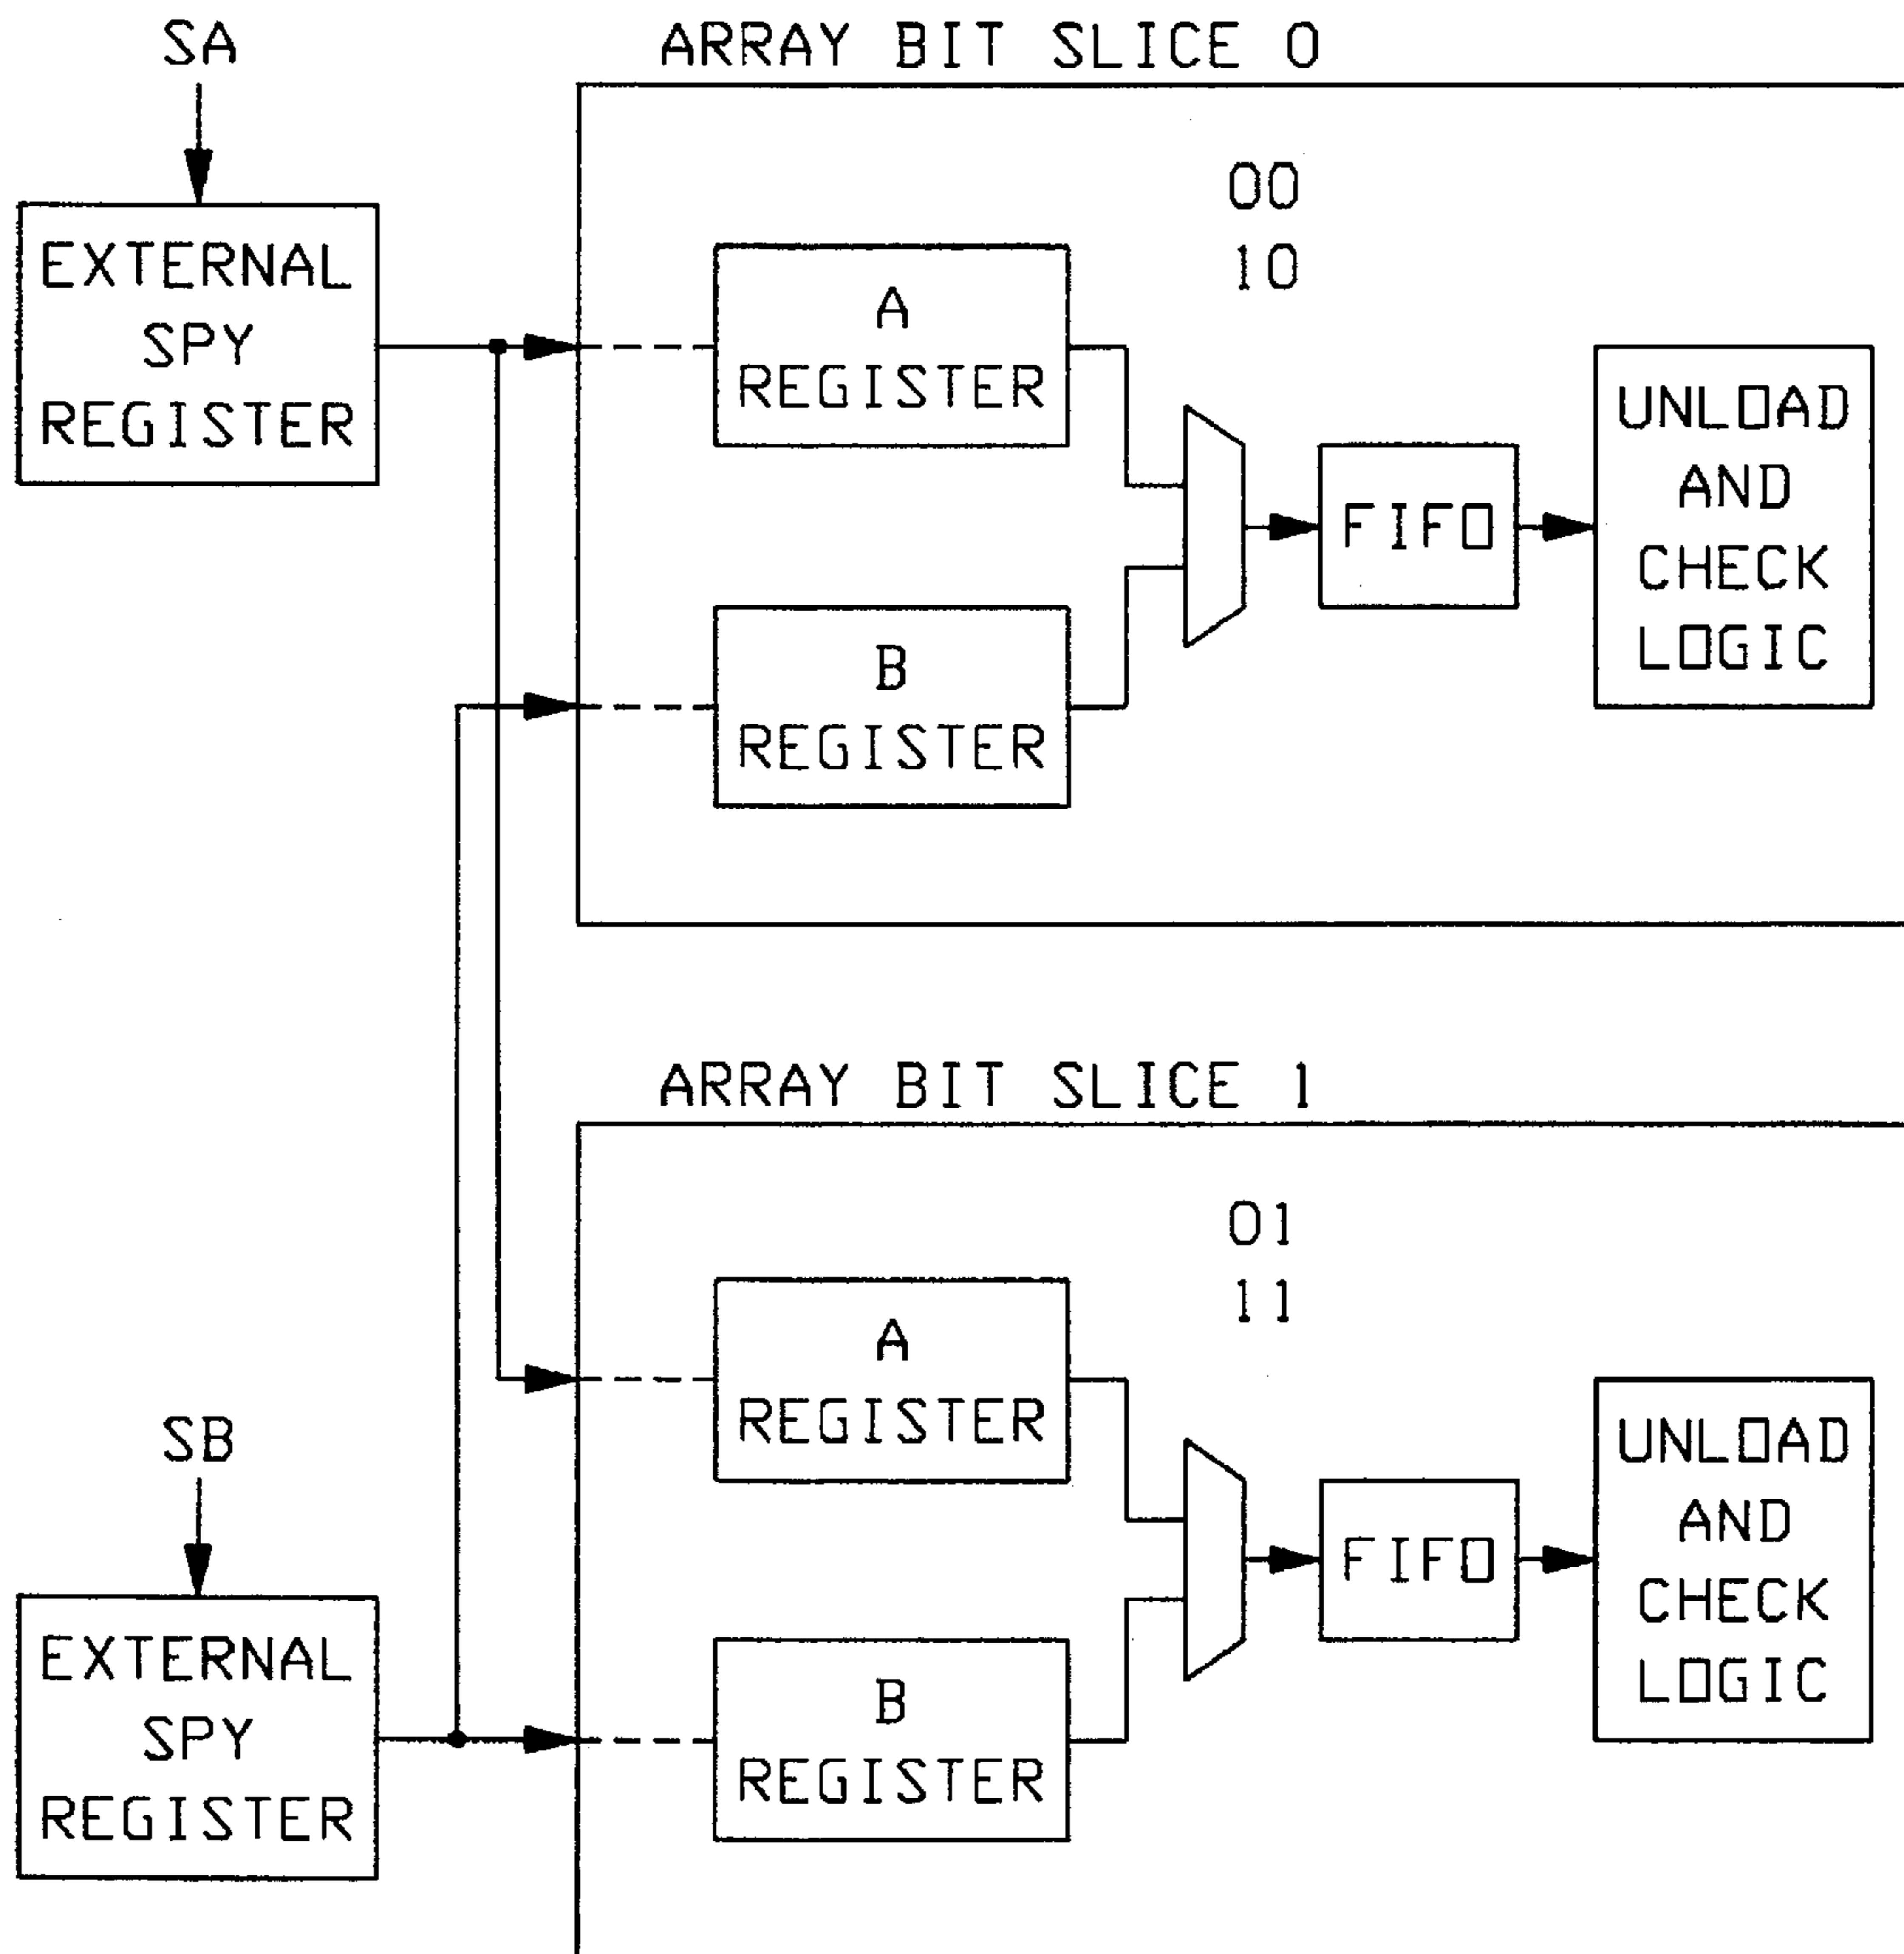 SA
ARRAY BIT SLICE 0
EXTERNAL
SPY
REGISTER
00
10
A
REGISTER
B
REGISTER
FIFO
UNLOAD
AND
CHECK
LOGIC
ARRAY BIT SLICE 1
SB
EXTERNAL
SPY
REGISTER
01
11
A
REGISTER
B
REGISTER
FIFO
UNLOAD
AND
CHECK
LOGIC